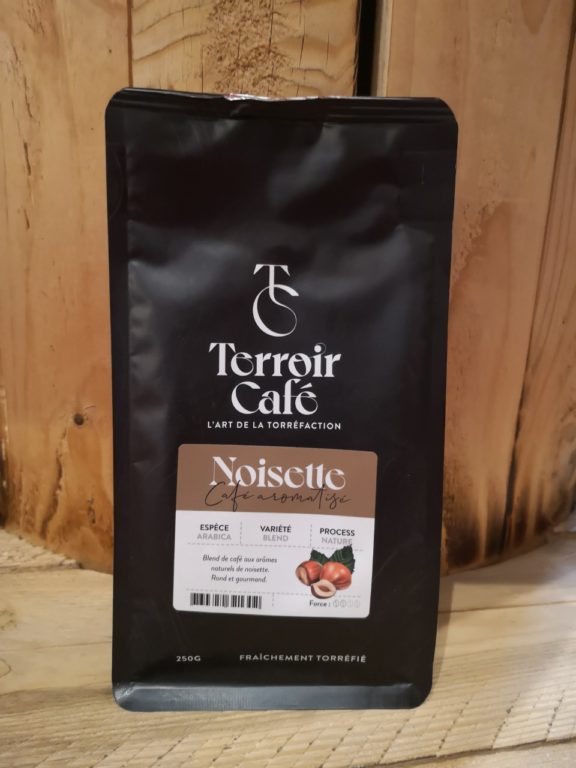 TC
Terroir
Café
L'ART DE LA TORRÉFACTION
Noisette
Café aromatisé
ESPÈCE
ARABICA
VARIÉTÉ
BLEND
PROCESS
NATURE
Blend de café aux arômes
naturels de noisette.
Rond et gourmand.
Force :
250G
FRAÎCHEMENT TORRÉFIÉ